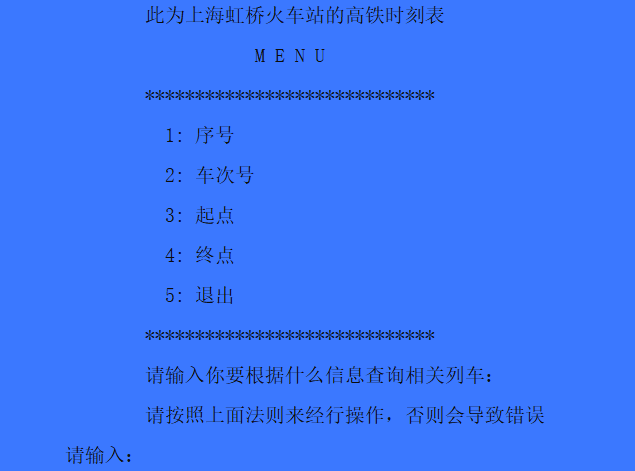 此为上海虹桥火车站的高铁时刻表
M E N U
*****************************
1: 序号
2: 车次号
3: 起点
4: 终点
5: 退出
*****************************
请输入你要根据什么信息查询相关列车:
请按照上面法则来经行操作，否则会导致错误
请输入: